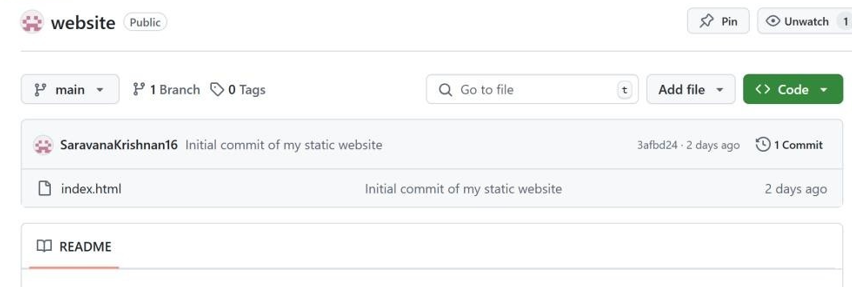 website Public Pin Unwatch 1
main 1 Branch 0 Tags Go to file t Add file Code
SaravanaKrishnan16 Initial commit of my static website 3afbd24 · 2 days ago 1 Commit
index.html Initial commit of my static website 2 days ago
README